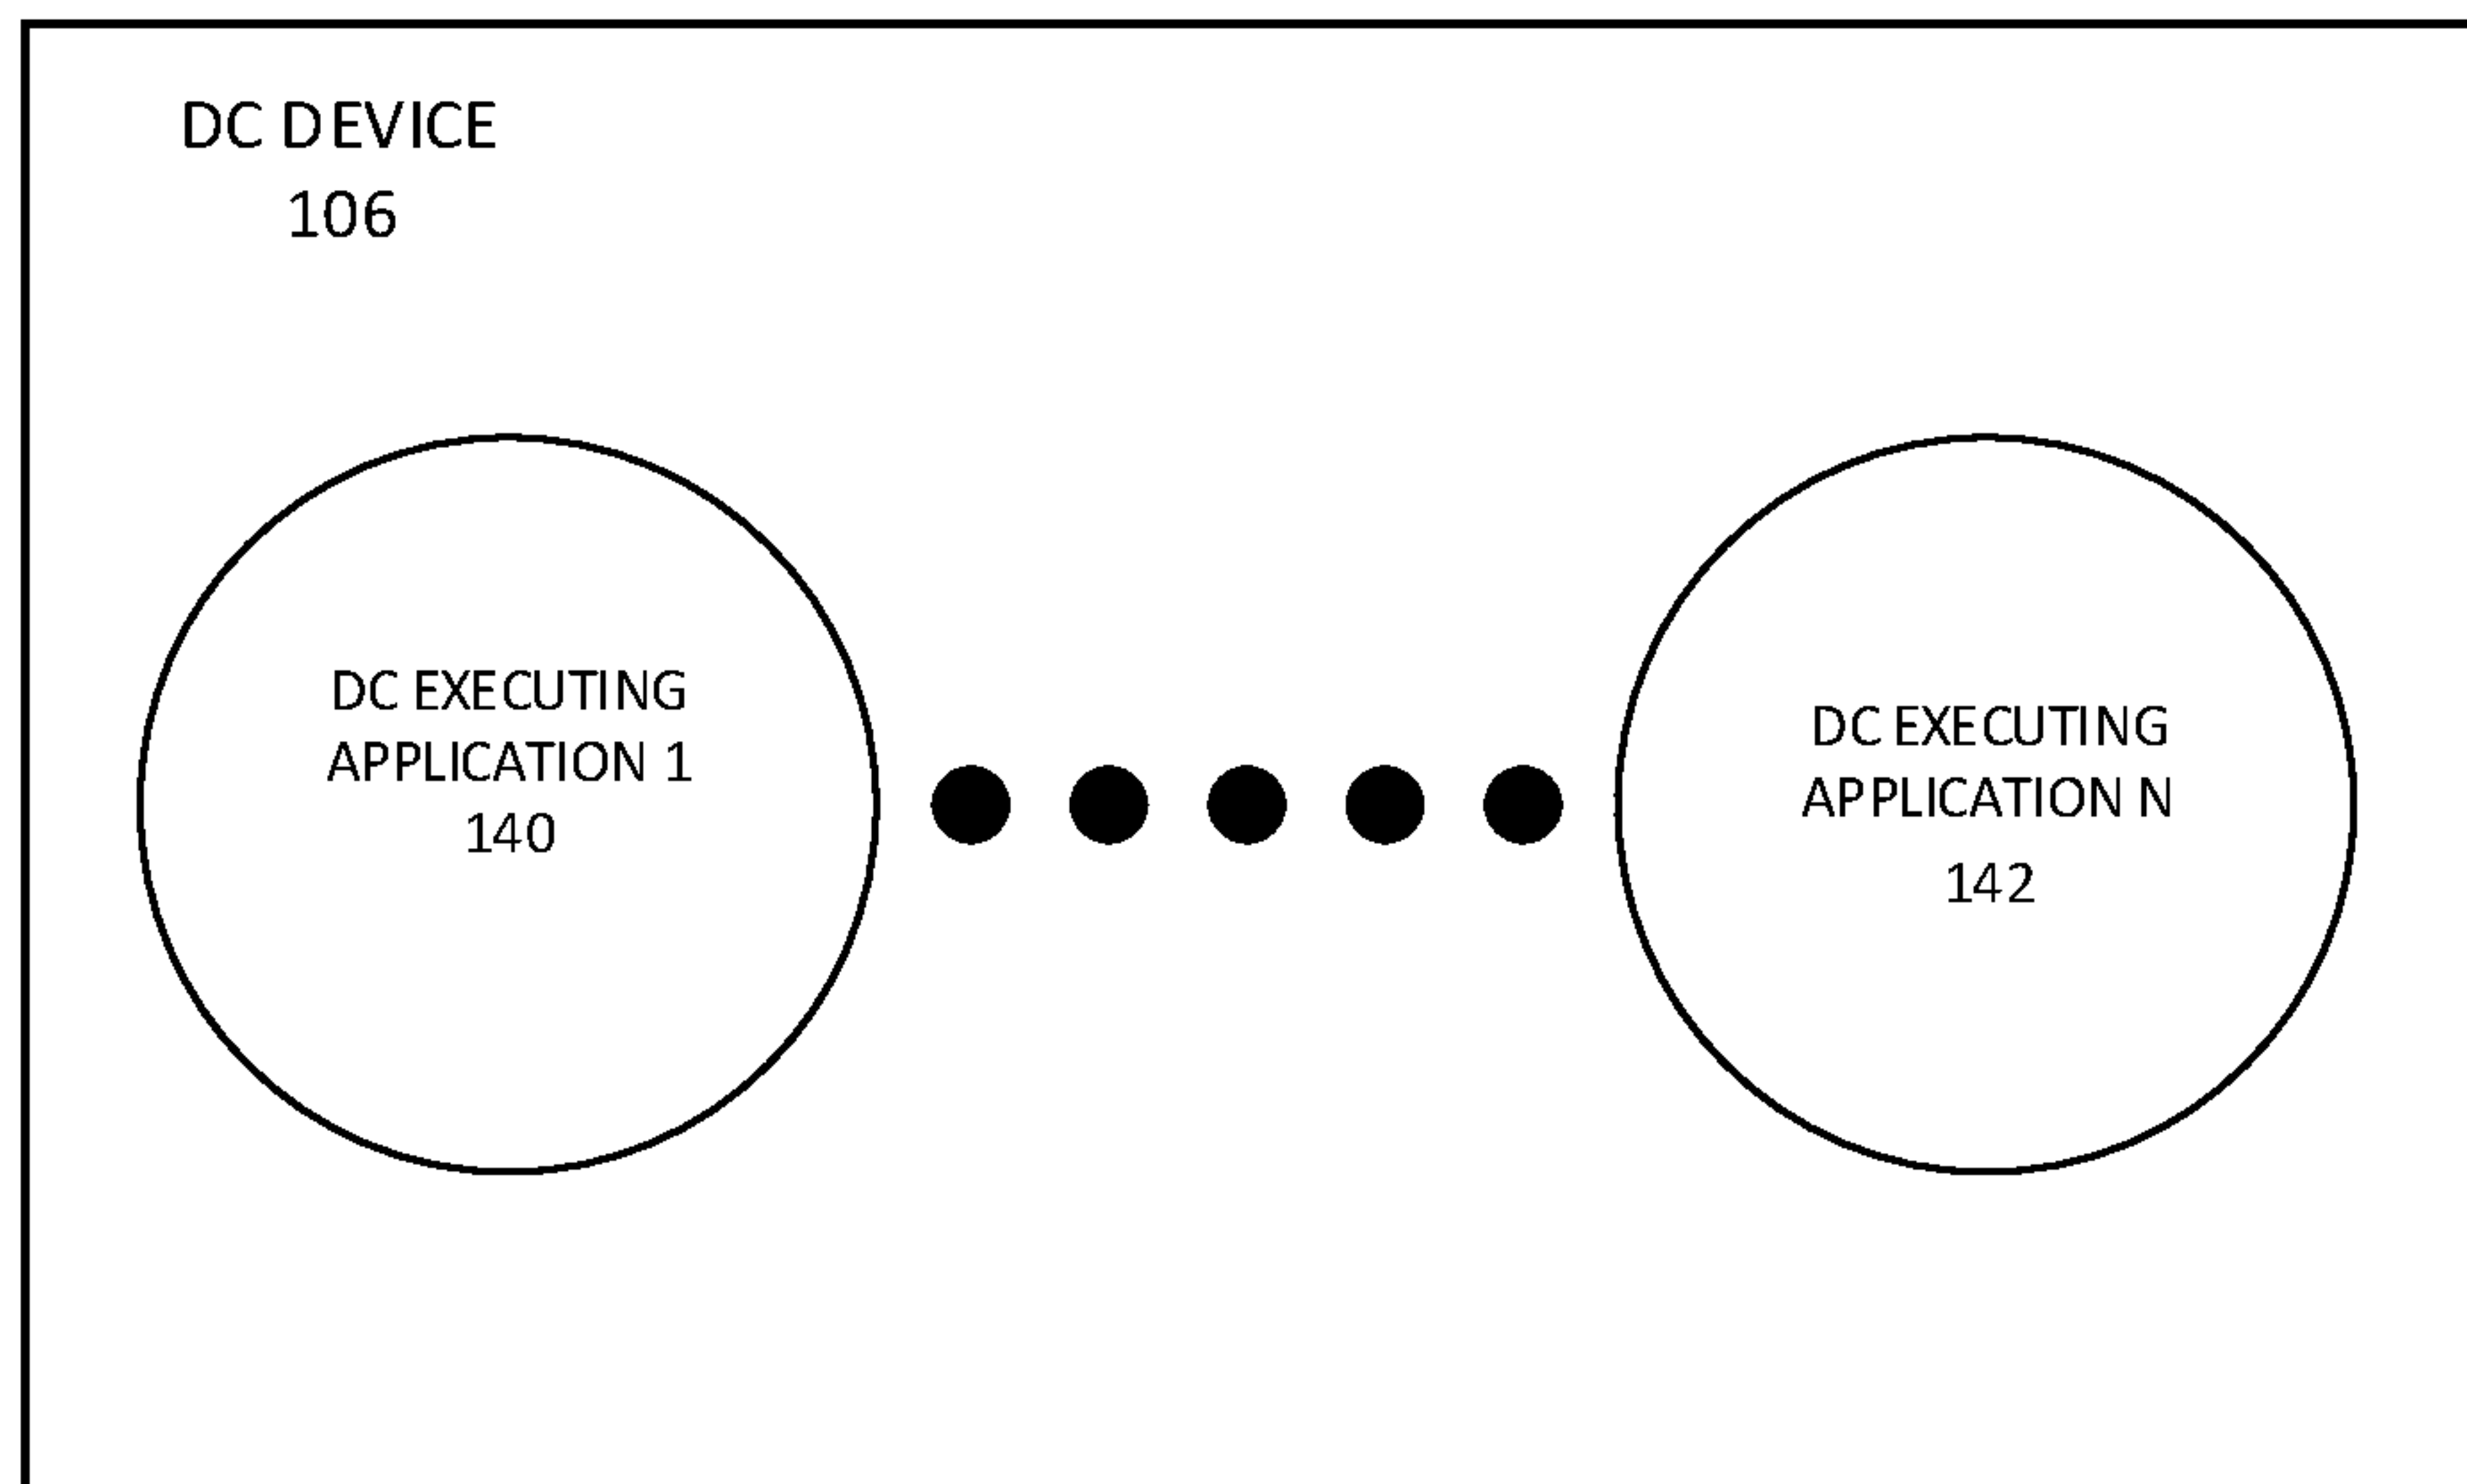 DC DEVICE
106
DC EXECUTING
APPLICATION 1
140
DC EXECUTING
APPLICATION N
142